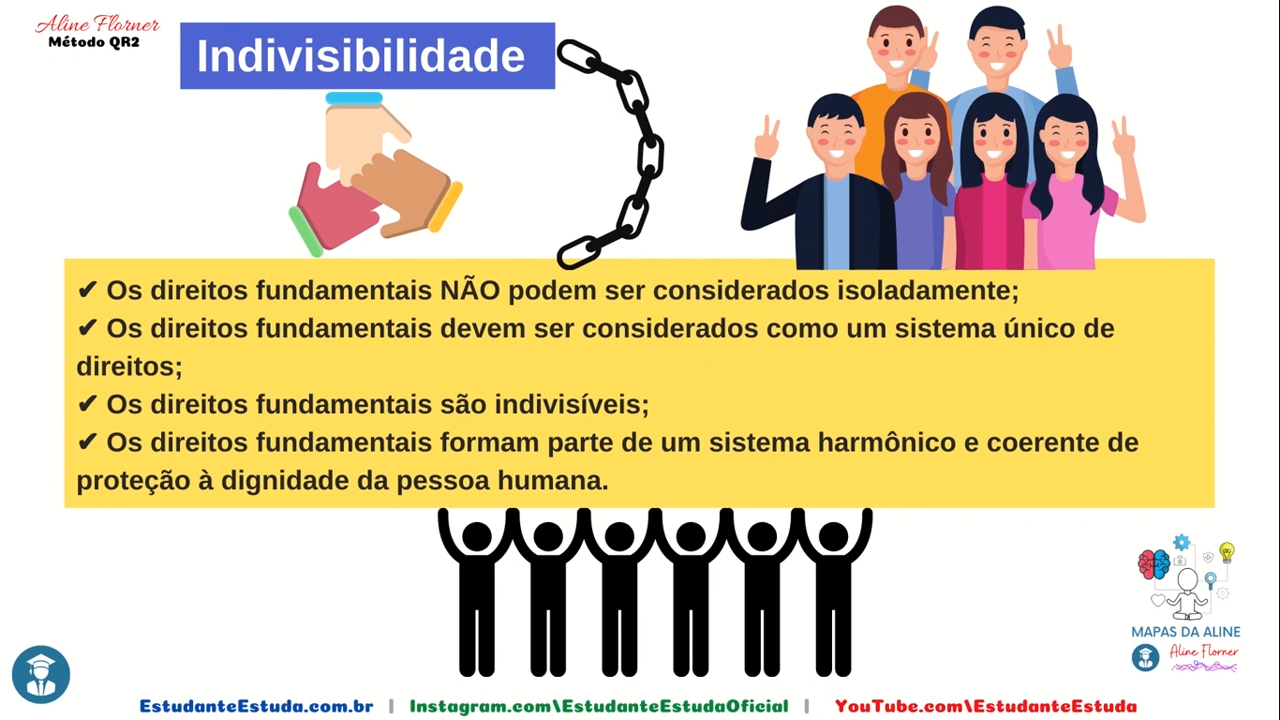 Aline Florner
Método QR2
Indivisibilidade
✔ Os direitos fundamentais NÃO podem ser considerados isoladamente;
✔ Os direitos fundamentais devem ser considerados como um sistema único de
direitos;
✔ Os direitos fundamentais são indivisíveis;
✔ Os direitos fundamentais formam parte de um sistema harmônico e coerente de
proteção à dignidade da pessoa humana.
MAPAS DA ALINE
Aline Florner
EstudanteEstuda.com.br | Instagram.com\EstudanteEstudaOficial | YouTube.com\EstudanteEstuda